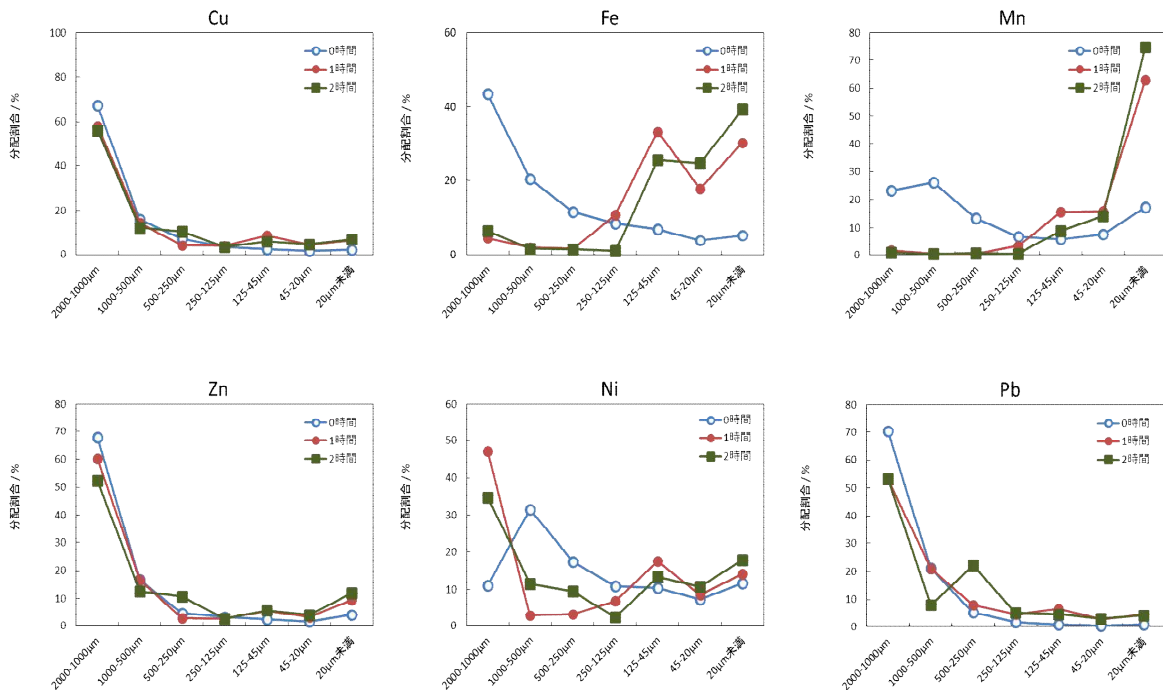 Cu
100
80
60
40
20
0
分配割合 / %
0時間
1時間
2時間
2000-1000μm
1000-500μm
500-250μm
250-125μm
125-45μm
45-20μm
20μm未満
Fe
60
40
20
0
分配割合 / %
0時間
1時間
2時間
2000-1000μm
1000-500μm
500-250μm
250-125μm
125-45μm
45-20μm
20μm未満
Mn
80
70
60
50
40
30
20
10
0
分配割合 / %
0時間
1時間
2時間
2000-1000μm
1000-500μm
500-250μm
250-125μm
125-45μm
45-20μm
20μm未満
Zn
80
70
60
50
40
30
20
10
0
分配割合 / %
0時間
1時間
2時間
2000-1000μm
1000-500μm
500-250μm
250-125μm
125-45μm
45-20μm
20μm未満
Ni
60
50
40
30
20
10
0
分配割合 / %
0時間
1時間
2時間
2000-1000μm
1000-500μm
500-250μm
250-125μm
125-45μm
45-20μm
20μm未満
Pb
80
70
60
50
40
30
20
10
0
分配割合 / %
0時間
1時間
2時間
2000-1000μm
1000-500μm
500-250μm
250-125μm
125-45μm
45-20μm
20μm未満